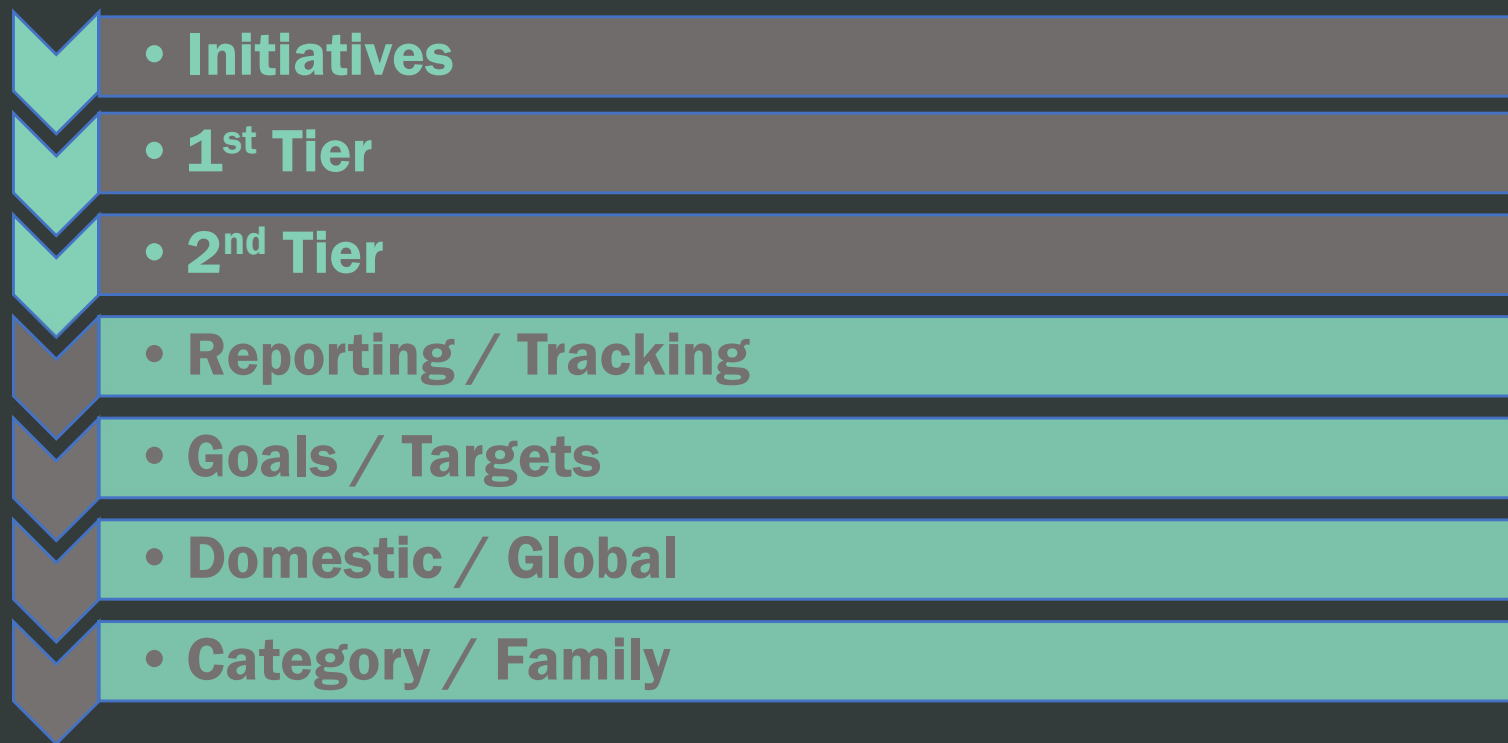 • Initiatives
• 1st Tier
• 2nd Tier
• Reporting / Tracking
• Goals / Targets
• Domestic / Global
• Category / Family